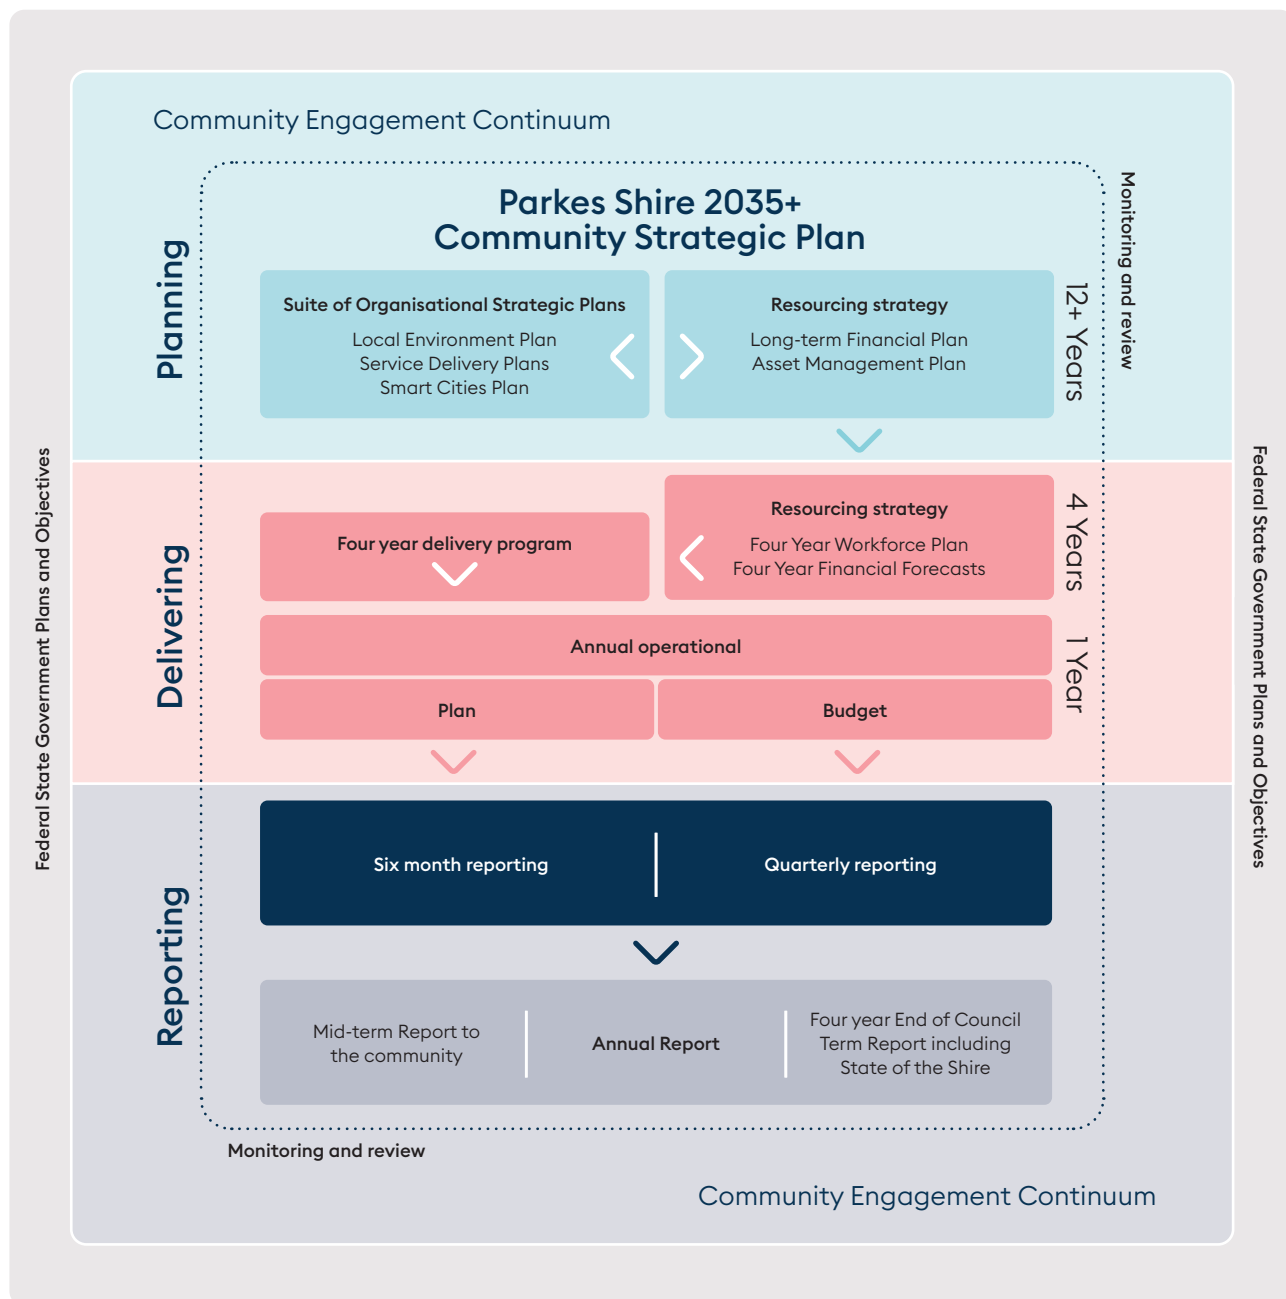 Community Engagement Continuum
Monitoring and review
Parkes Shire 2035+
Community Strategic Plan
Planning
Suite of Organisational Strategic Plans
Local Environment Plan
Service Delivery Plans
Smart Cities Plan
Resourcing strategy
Long-term Financial Plan
Asset Management Plan
12+ Years
Federal State Government Plans and Objectives
Delivering
Four year delivery program
Resourcing strategy
Four Year Workforce Plan
Four Year Financial Forecasts
4 Years
Annual operational
Plan
Budget
1 Year
Federal State Government Plans and Objectives
Reporting
Six month reporting
Quarterly reporting
Mid-term Report to
the community
Annual Report
Four year End of Council
Term Report including
State of the Shire
Monitoring and review
Community Engagement Continuum